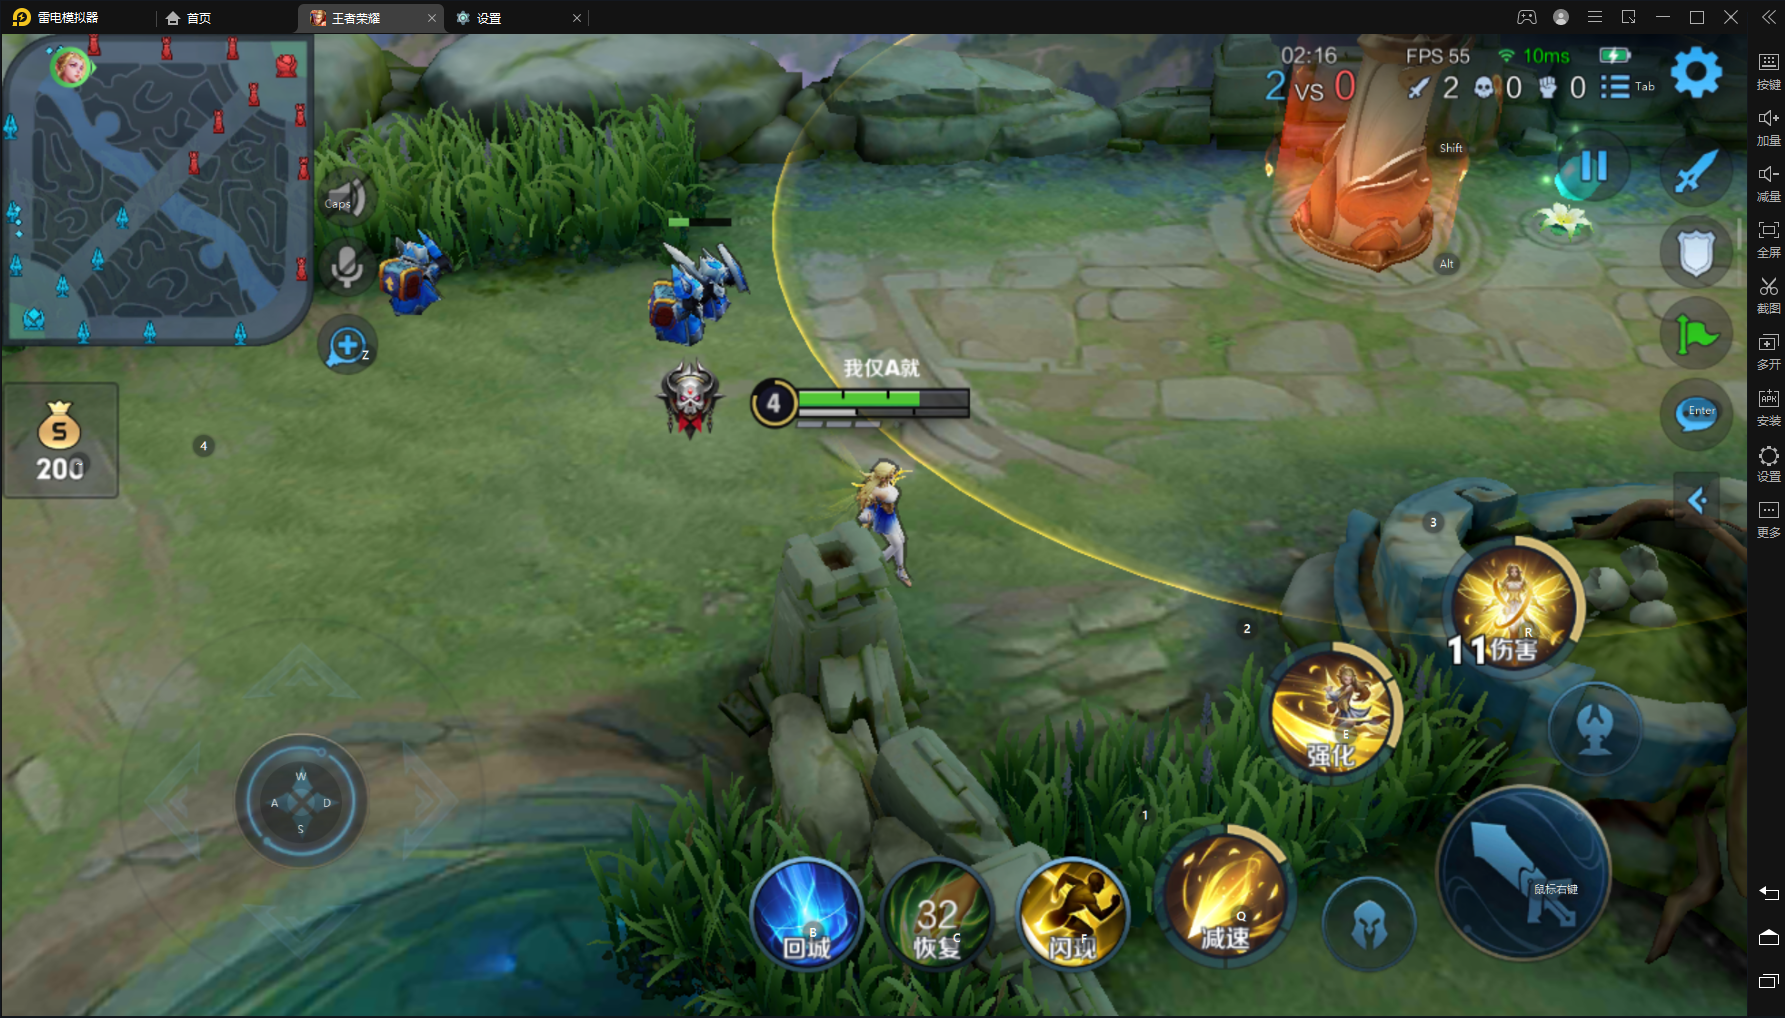 雷电模拟器
首页
王者荣耀
设置
02:16
FPS 55
10ms
2 VS 0
2
0
0
Tab
按键
加量
减量
全屏
截图
多开
安装
设置
更多
Shift
Alt
Caps
Z
Enter
我仅A就
4
200
~
4
3
2
1
R
11伤害
E
强化
W
A
D
S
B
回城
32
恢复
C
F
闪现
Q
减速
鼠标右键
S
APK